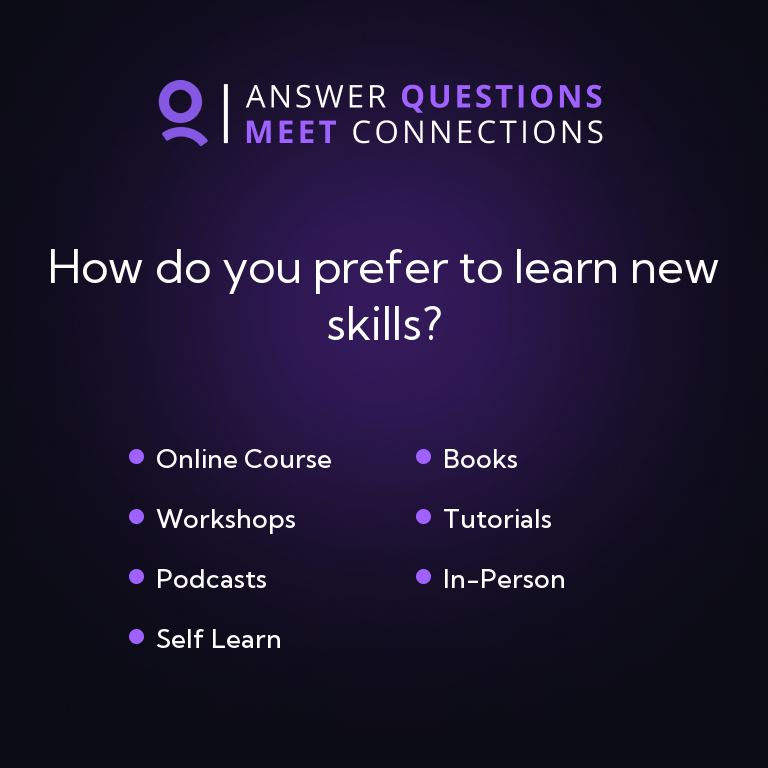 ANSWER QUESTIONS
MEET CONNECTIONS
How do you prefer to learn new
skills?
Online Course
Workshops
Podcasts
Self Learn
Books
Tutorials
In-Person